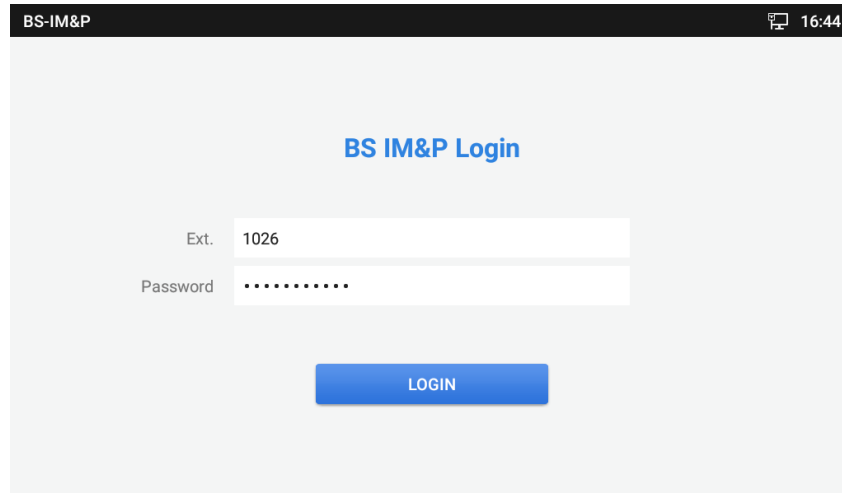 BS-IM&P 16:44
BS IM&P Login
Ext. 1026
Password •••••••••••
LOGIN